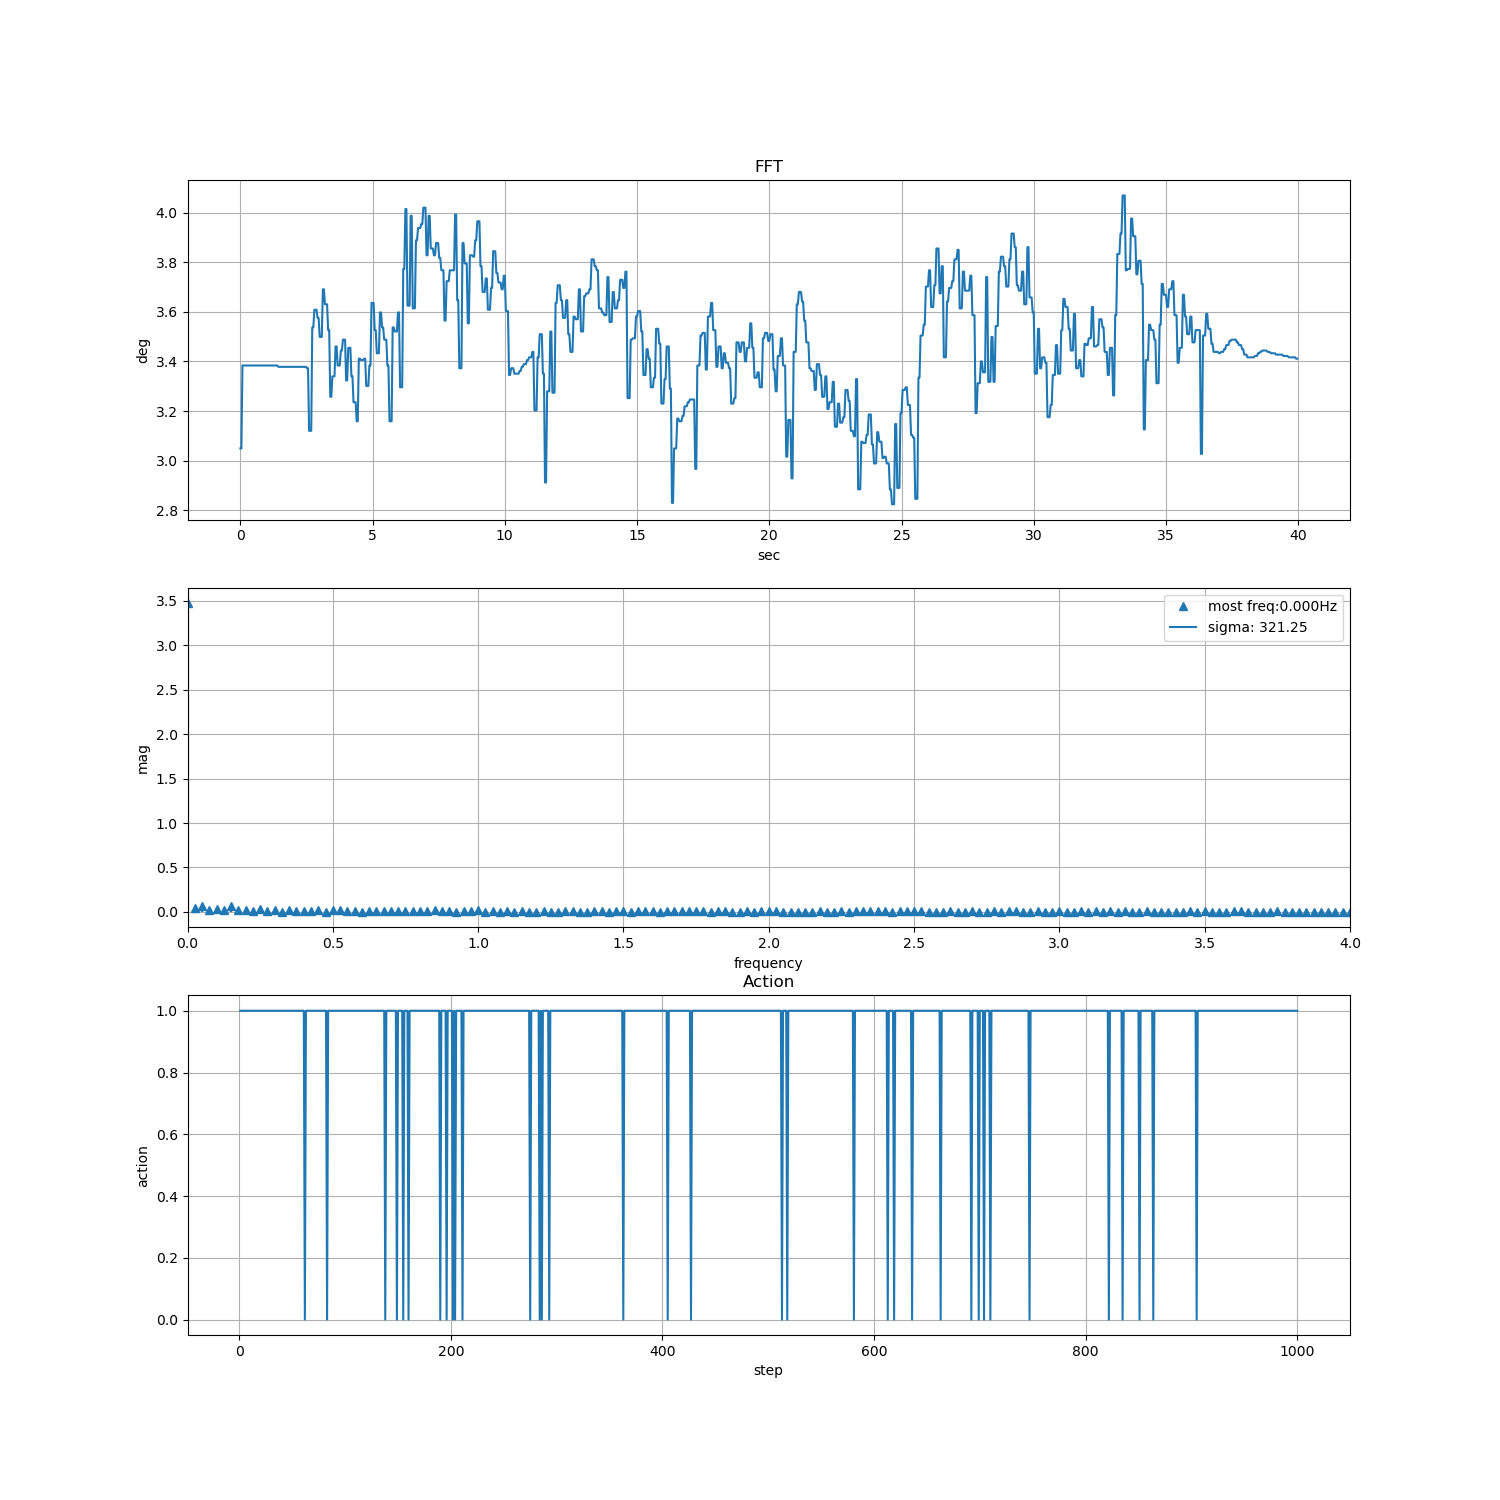 FFT
4.0
3.8
3.6
3.4
3.2
3.0
2.8
deg
0 5 10 15 20 25 30 35 40
sec
3.5
3.0
2.5
2.0
1.5
1.0
0.5
0.0
mag
most freq:0.000Hz
sigma: 321.25
0.0 0.5 1.0 1.5 2.0 2.5 3.0 3.5 4.0
frequency
Action
1.0
0.8
0.6
0.4
0.2
0.0
action
0 200 400 600 800 1000
step